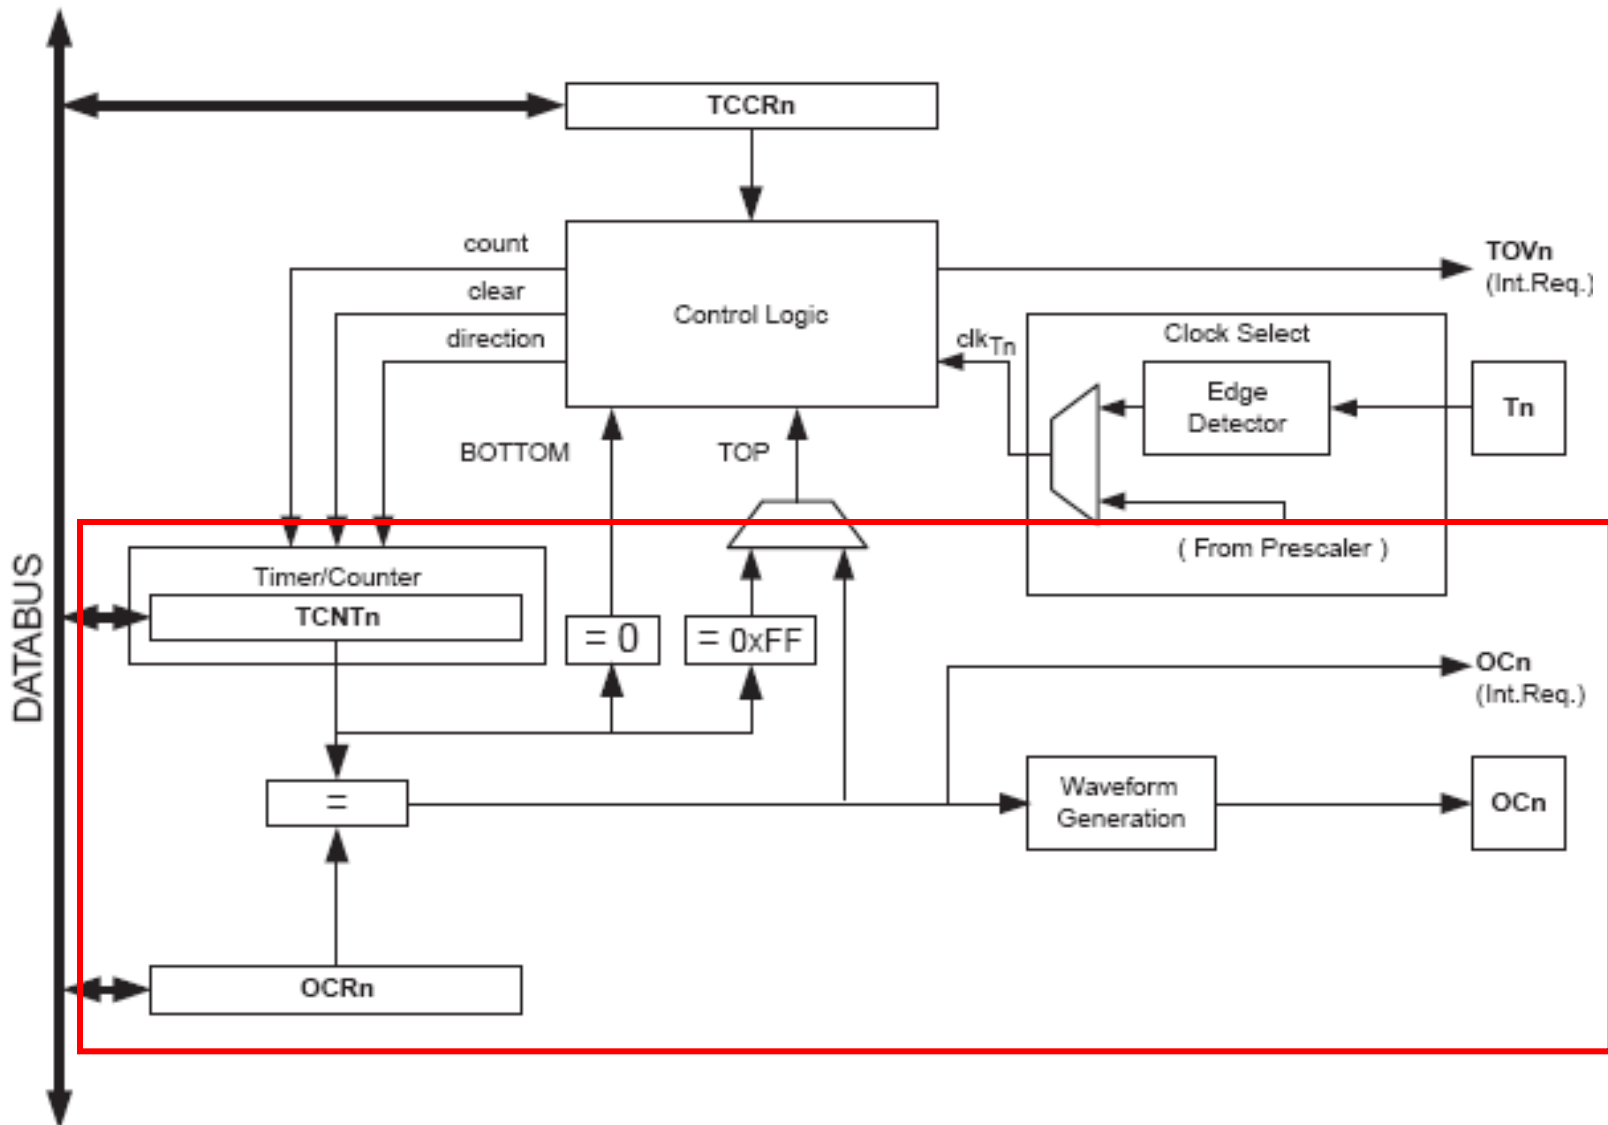 TCCRn
count
clear
direction
Control Logic
TOVn
(Int.Req.)
clkTn
Clock Select
Edge
Detector
Tn
BOTTOM
TOP
( From Prescaler )
DATABUS
Timer/Counter
TCNTn
= 0
= 0xFF
OCn
(Int.Req.)
=
Waveform
Generation
OCn
OCRn